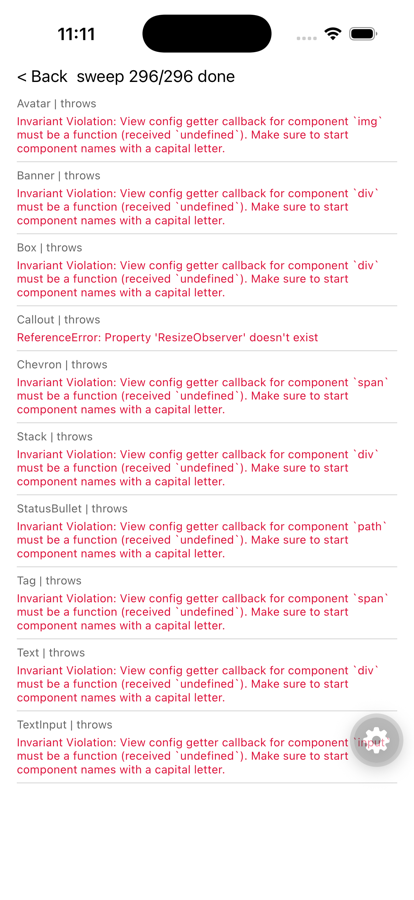 11:11
< Back  sweep 296/296 done
Avatar | throws
Invariant Violation: View config getter callback for component `img`
must be a function (received `undefined`). Make sure to start
component names with a capital letter.
Banner | throws
Invariant Violation: View config getter callback for component `div`
must be a function (received `undefined`). Make sure to start
component names with a capital letter.
Box | throws
Invariant Violation: View config getter callback for component `div`
must be a function (received `undefined`). Make sure to start
component names with a capital letter.
Callout | throws
ReferenceError: Property 'ResizeObserver' doesn't exist
Chevron | throws
Invariant Violation: View config getter callback for component `span`
must be a function (received `undefined`). Make sure to start
component names with a capital letter.
Stack | throws
Invariant Violation: View config getter callback for component `div`
must be a function (received `undefined`). Make sure to start
component names with a capital letter.
StatusBullet | throws
Invariant Violation: View config getter callback for component `path`
must be a function (received `undefined`). Make sure to start
component names with a capital letter.
Tag | throws
Invariant Violation: View config getter callback for component `span`
must be a function (received `undefined`). Make sure to start
component names with a capital letter.
Text | throws
Invariant Violation: View config getter callback for component `div`
must be a function (received `undefined`). Make sure to start
component names with a capital letter.
TextInput | throws
Invariant Violation: View config getter callback for component `input`
must be a function (received `undefined`). Make sure to start
component names with a capital letter.